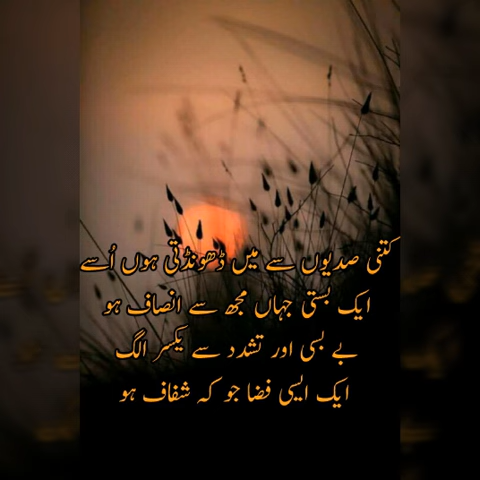 کتنی صدیوں سے میں ڈھونڈتی ہوں اُسے
ایک بستی جہاں مجھ سے انصاف ہو
بے بسی اور تشدد سے یکسر الگ
ایک ایسی فضا جو کہ شفاف ہو